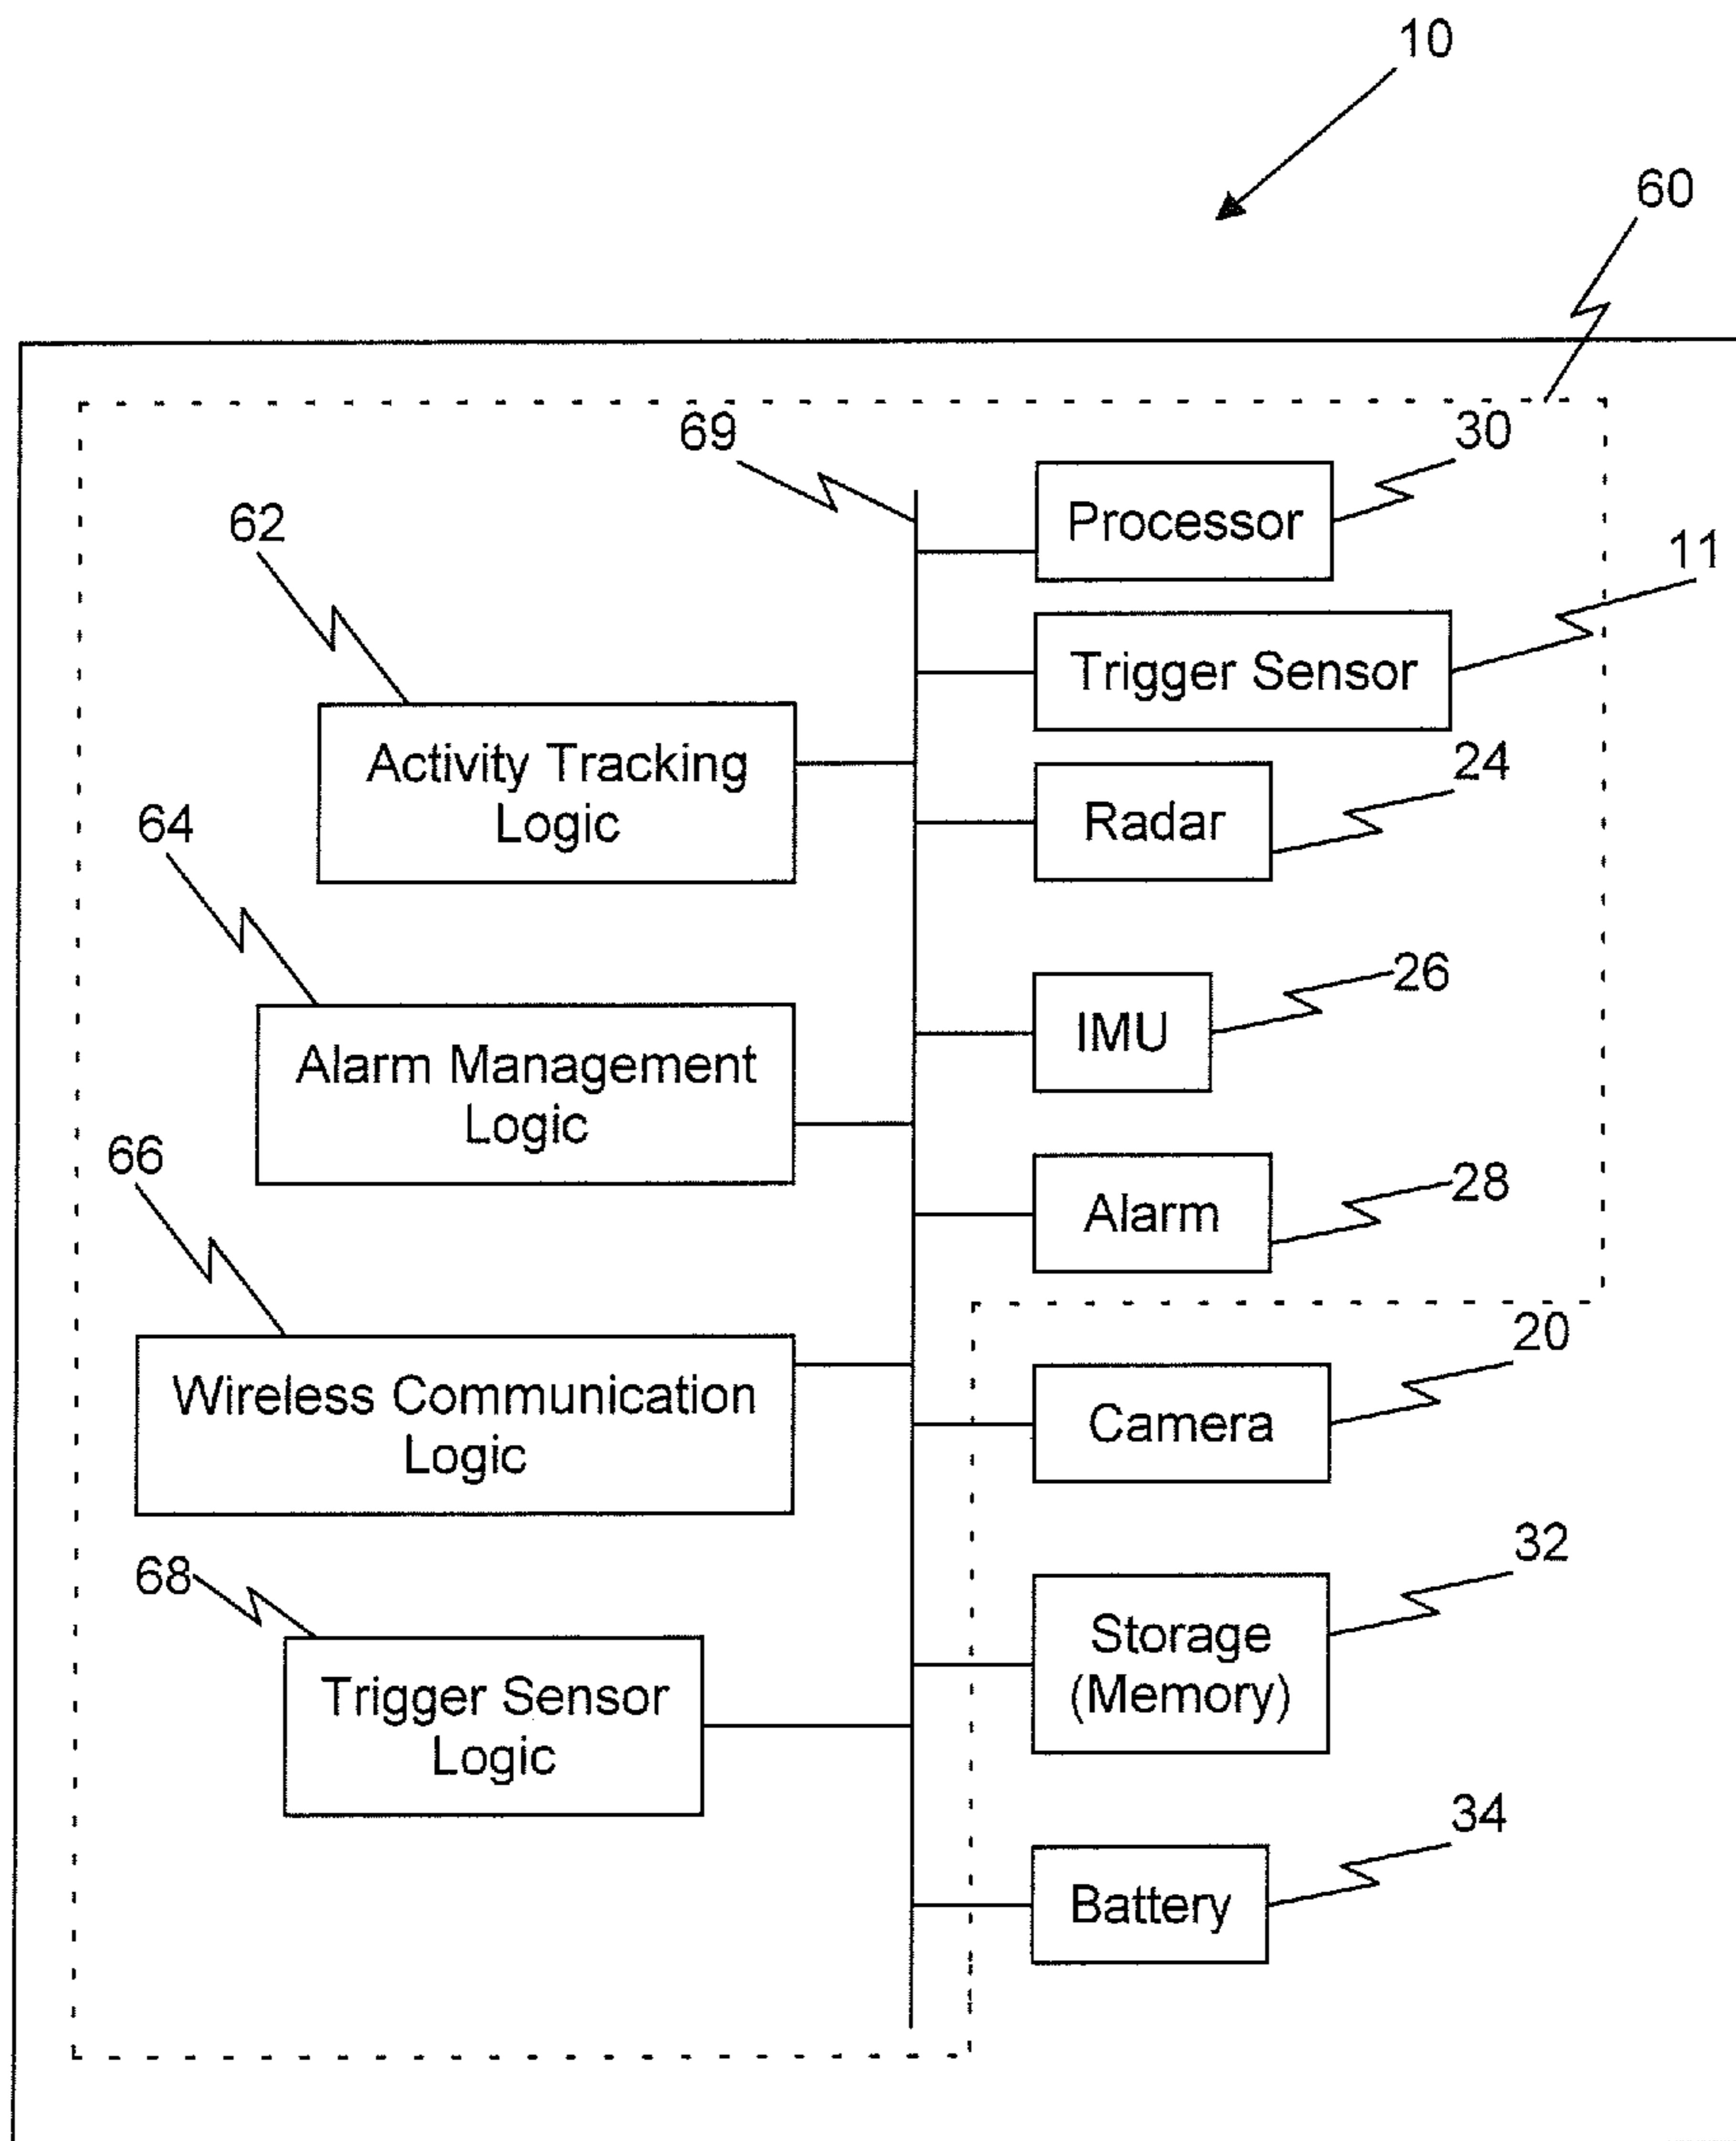 10
60
69
30
Processor
62
11
Trigger Sensor
Activity Tracking
Logic
24
Radar
64
26
IMU
Alarm Management
Logic
66
28
Alarm
20
Wireless Communication
Logic
Camera
68
32
Storage
(Memory)
Trigger Sensor
Logic
34
Battery